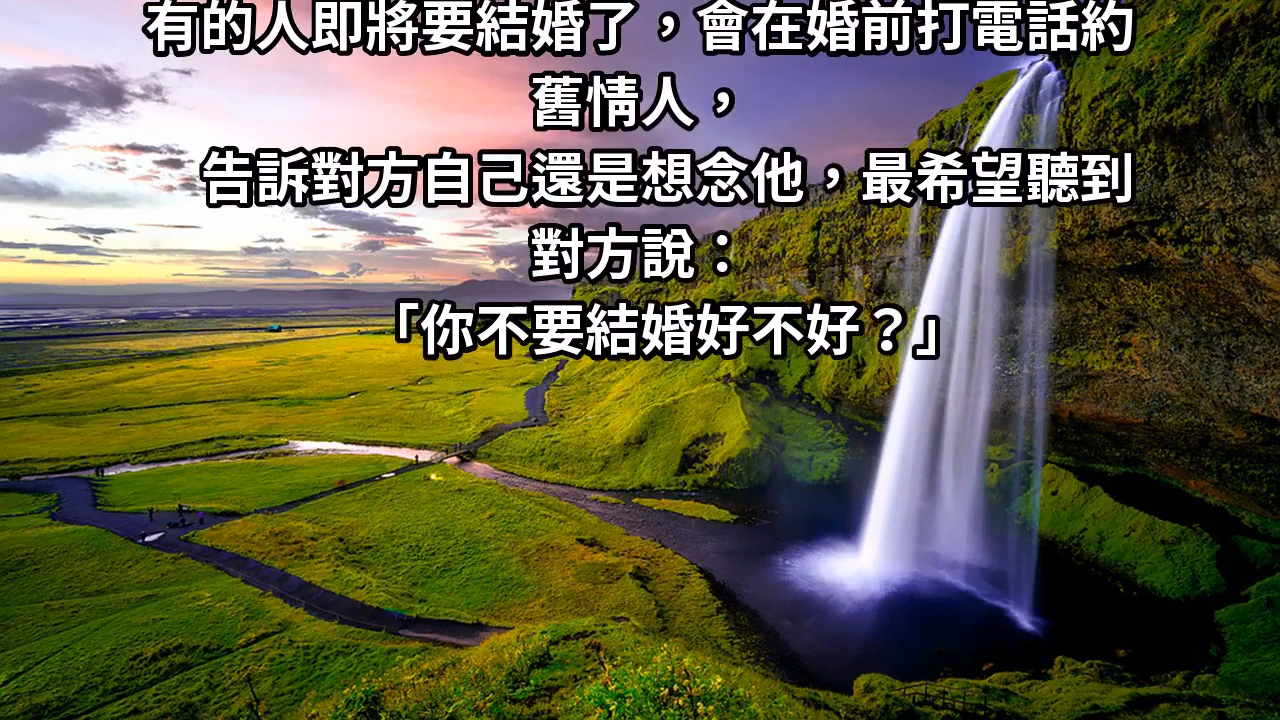 有的人即將要結婚了，會在婚前打電話約
舊情人，
告訴對方自己還是想念他，最希望聽到
對方說：
「你不要結婚好不好？」